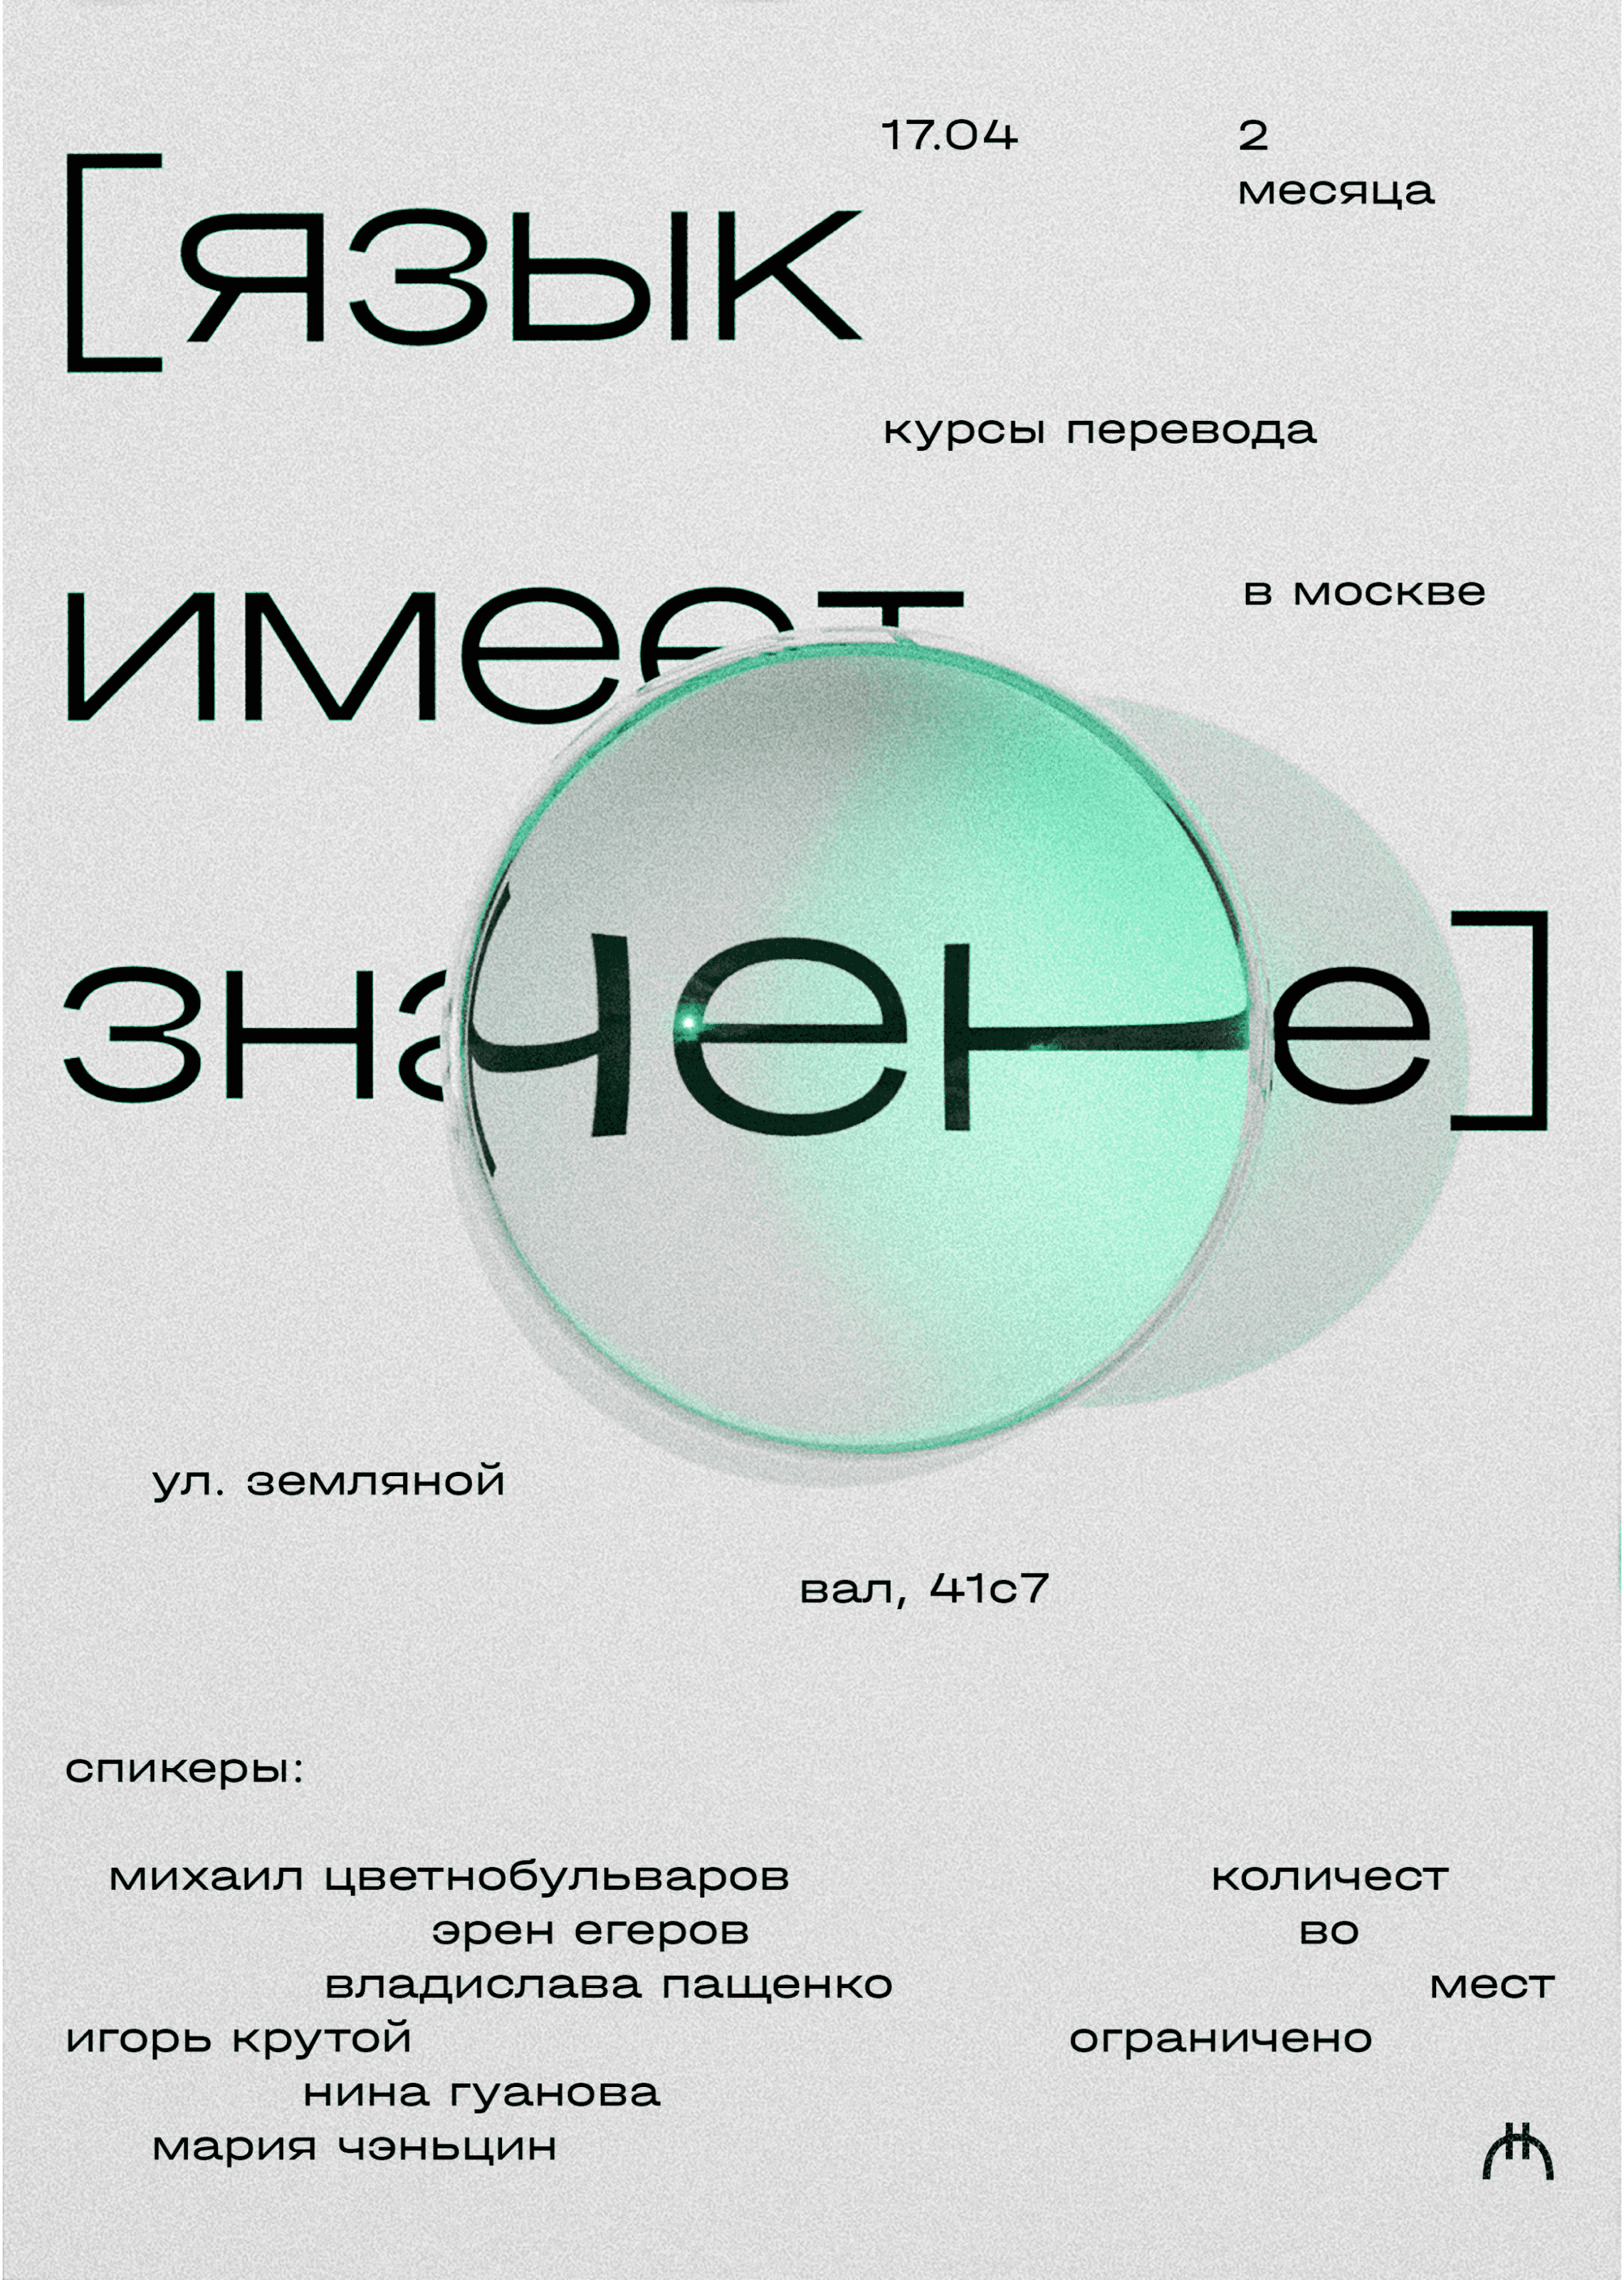 17.04
2
месяца
[язык
курсы перевода
имеет
в москве
значение]
ул. земляной
вал, 41с7
спикеры:
михаил цветнобульваров
эрен егеров
владислава пащенко
игорь крутой
нина гуанова
мария чэньцин
количест
во
мест
ограничено